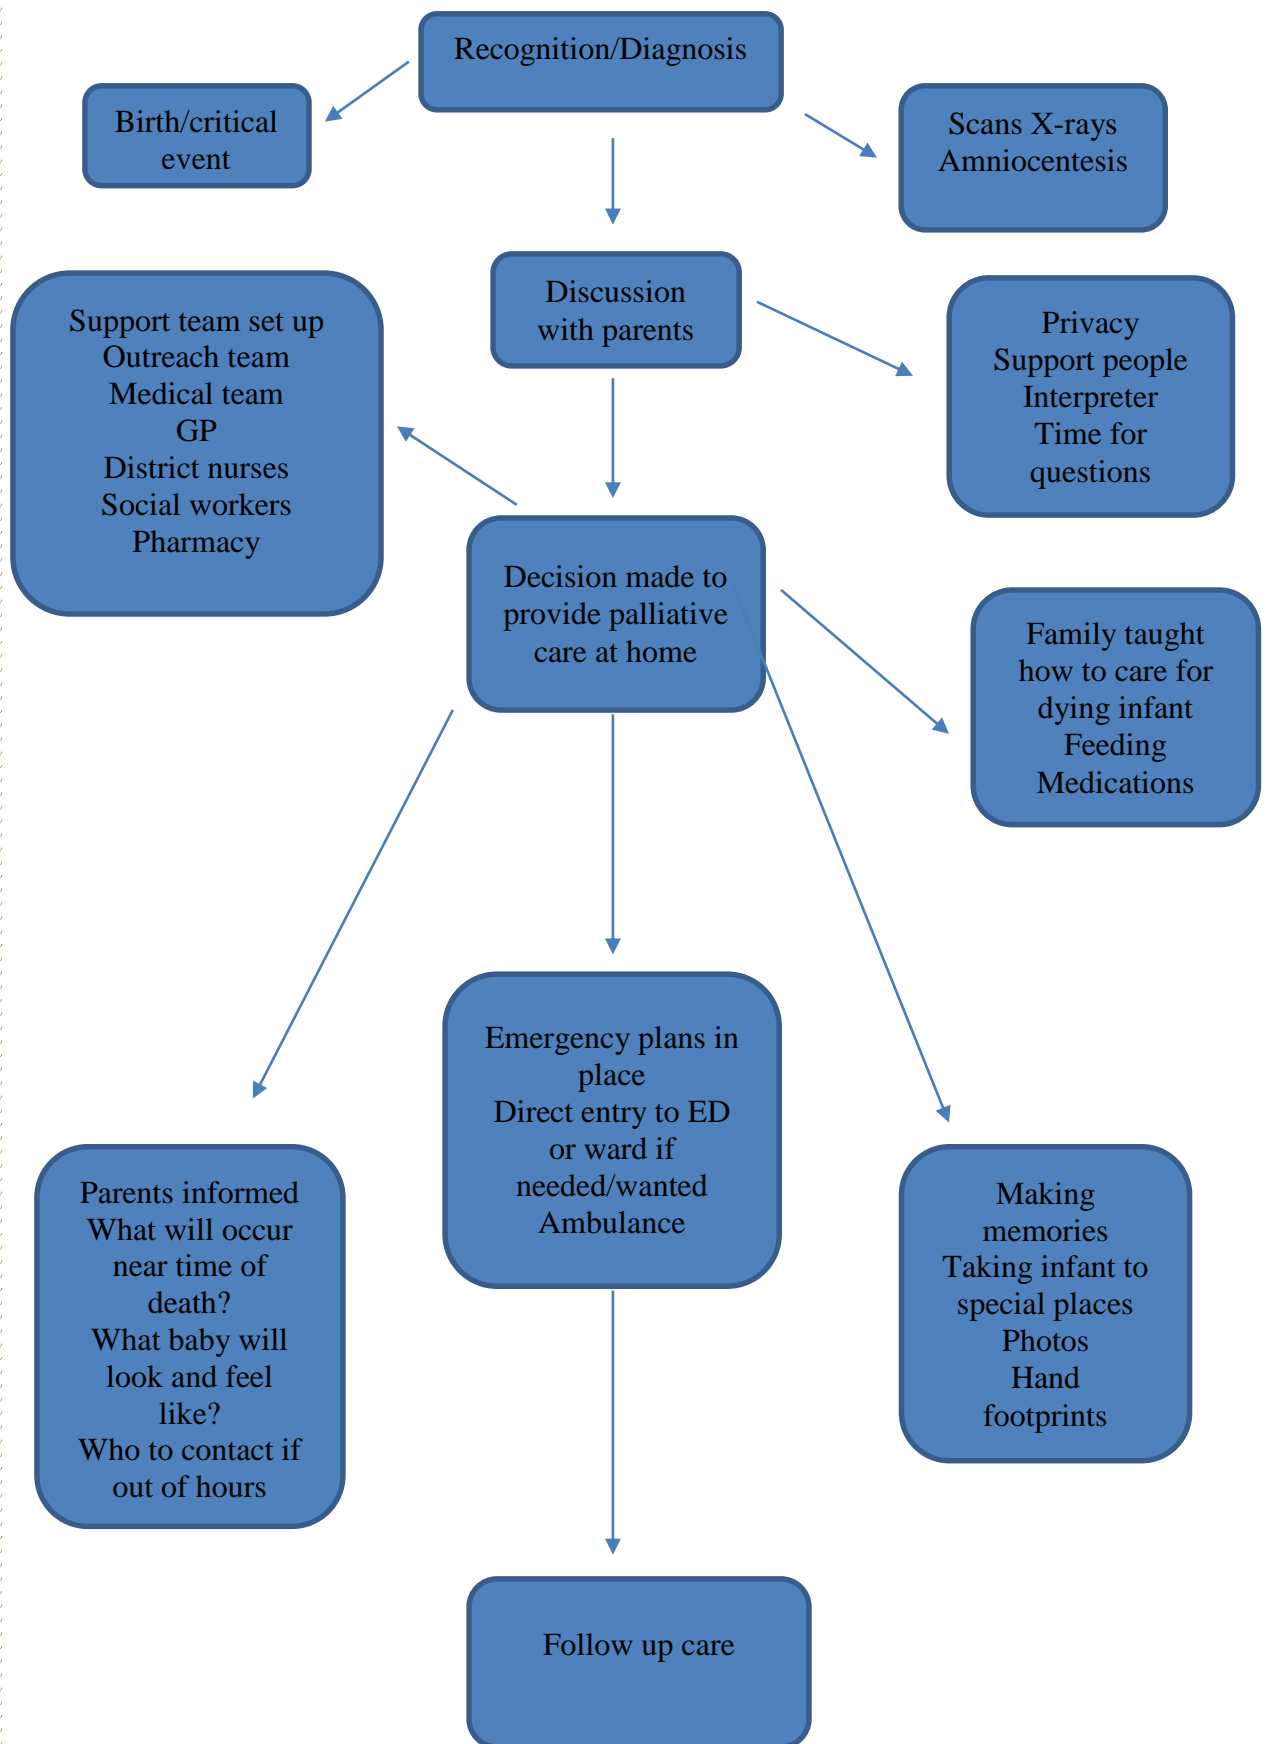 Recognition/Diagnosis
Birth/critical
event
Scans X-rays
Amniocentesis
Discussion
with parents
Support team set up
Outreach team
Medical team
GP
District nurses
Social workers
Pharmacy
Privacy
Support people
Interpreter
Time for
questions
Decision made to
provide palliative
care at home
Family taught
how to care for
dying infant
Feeding
Medications
Parents informed
What will occur
near time of
death?
What baby will
look and feel
like?
Who to contact if
out of hours
Emergency plans in
place
Direct entry to ED
or ward if
needed/wanted
Ambulance
Making
memories
Taking infant to
special places
Photos
Hand
footprints
Follow up care